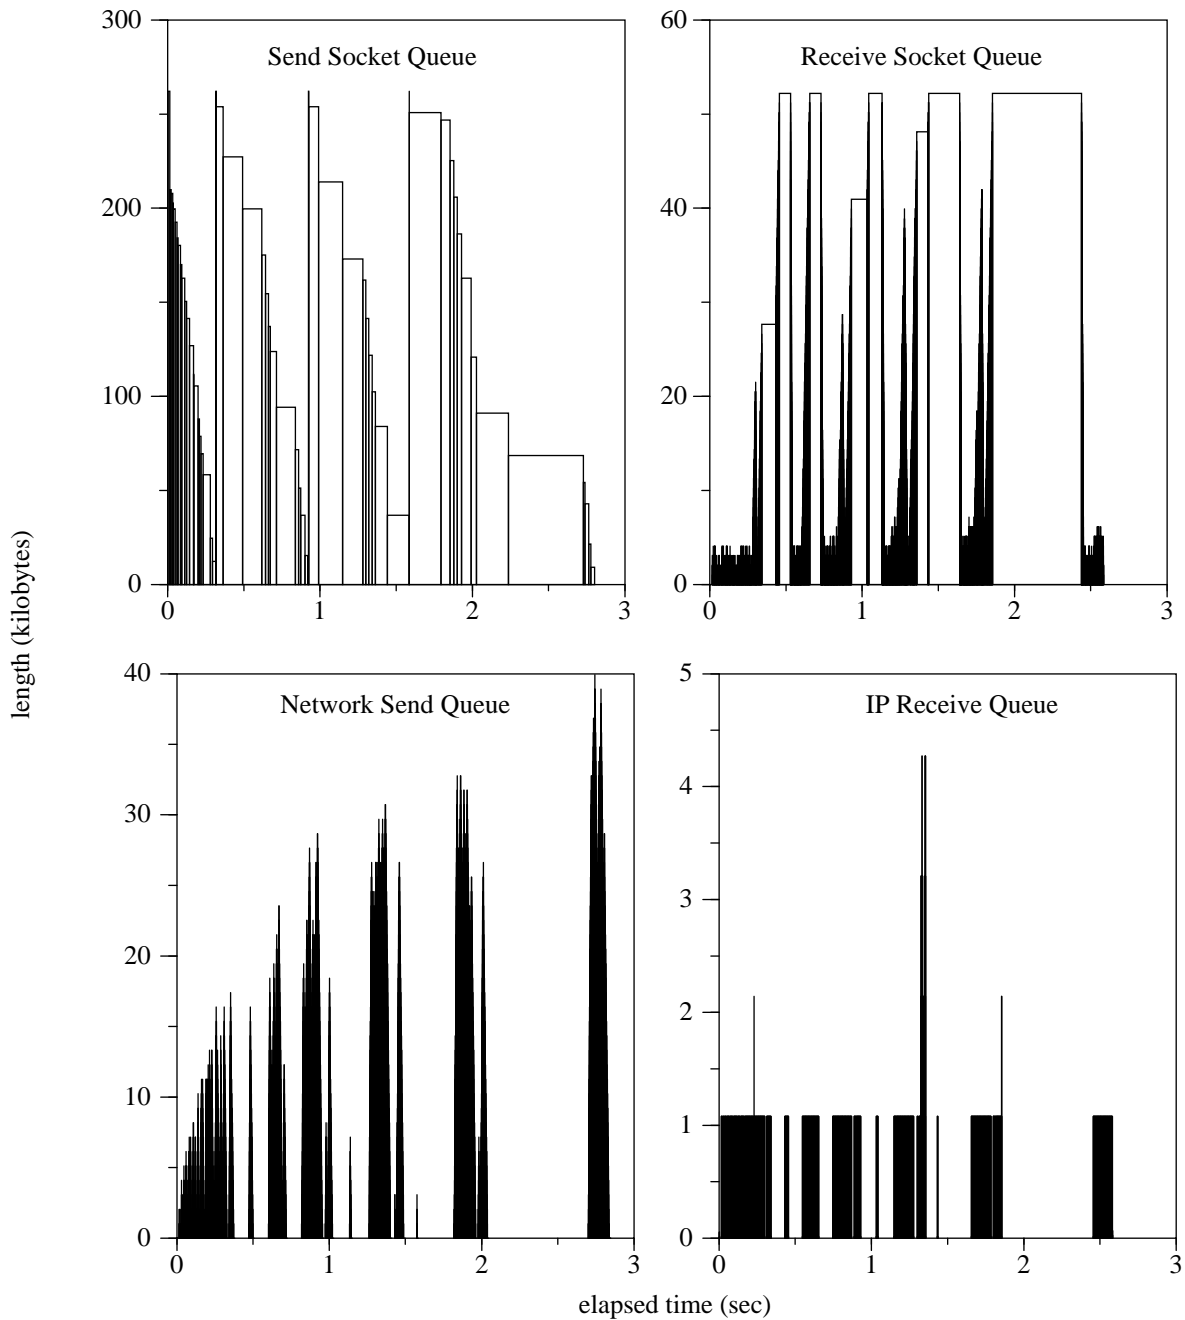 300
200
100
0
Send Socket Queue
0 1 2 3
60
40
20
0
Receive Socket Queue
0 1 2 3
length (kilobytes)
40
30
20
10
0
Network Send Queue
0 1 2 3
5
4
3
2
1
0
IP Receive Queue
0 1 2 3
elapsed time (sec)